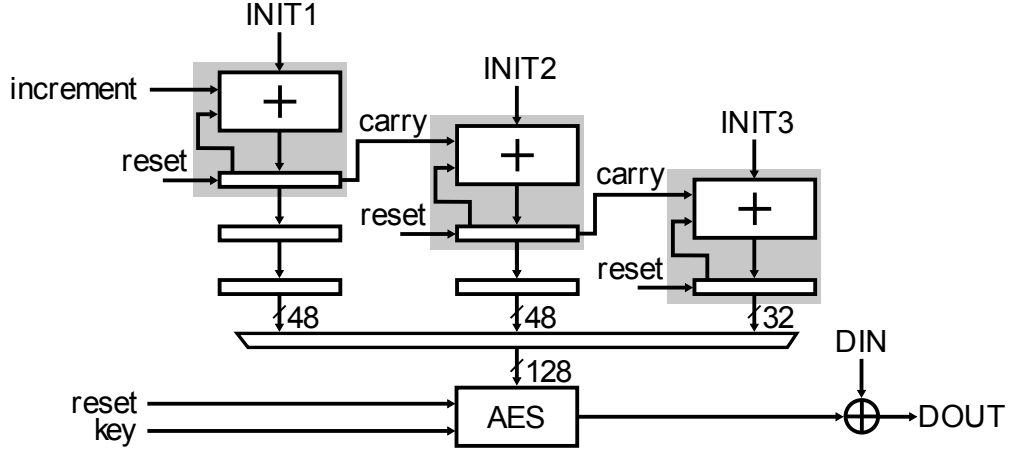 INIT1
increment
+
INIT2
carry
+
reset
INIT3
carry
+
reset
reset
48
48
32
DIN
128
reset
AES
DOUT
key